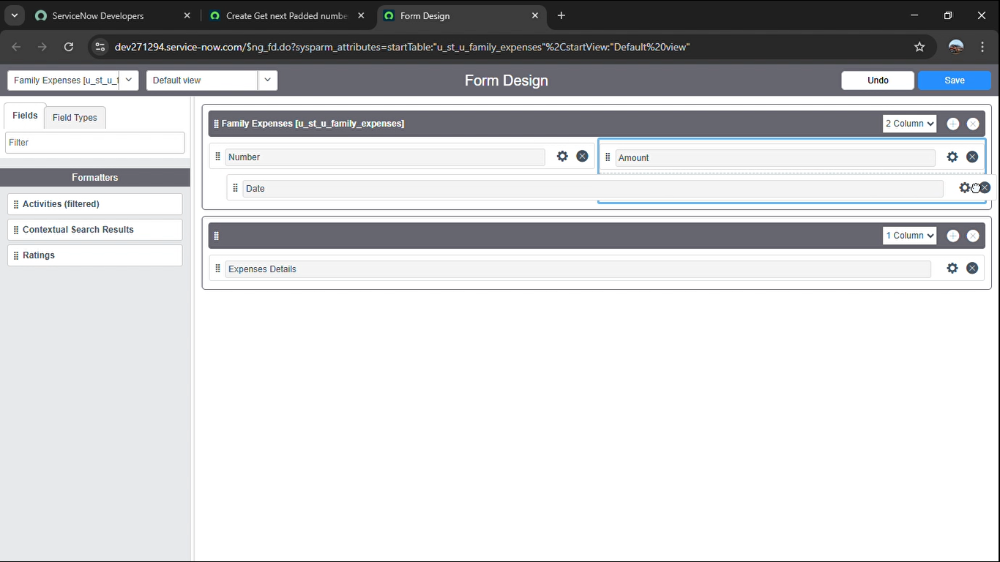 ServiceNow Developers
Create Get next Padded numbe
Form Design
dev271294.service-now.com/$ng_fd.do?sysparm_attributes=startTable:"u_st_u_family_expenses"%2CstartView:"Default%20view"
Family Expenses [u_st_u_f
Default view
Form Design
Undo
Save
Fields
Field Types
Filter
Formatters
Activities (filtered)
Contextual Search Results
Ratings
Family Expenses [u_st_u_family_expenses]
2 Column
Number
Amount
Date
1 Column
Expenses Details